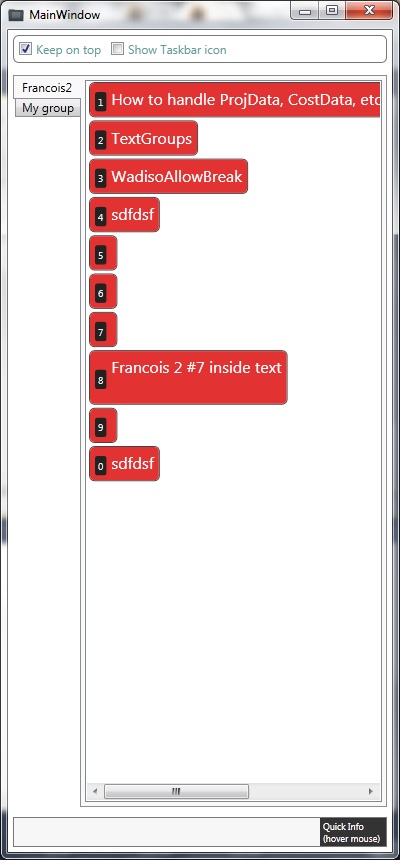 MainWindow
Keep on top Show Taskbar icon
Francois2
My group
1 How to handle ProjData, CostData, etc
2 TextGroups
3 WadisoAllowBreak
4 sdfdsf
5
6
7
8 Francois 2 #7 inside text
9
0 sdfdsf
Quick Info
(hover mouse)